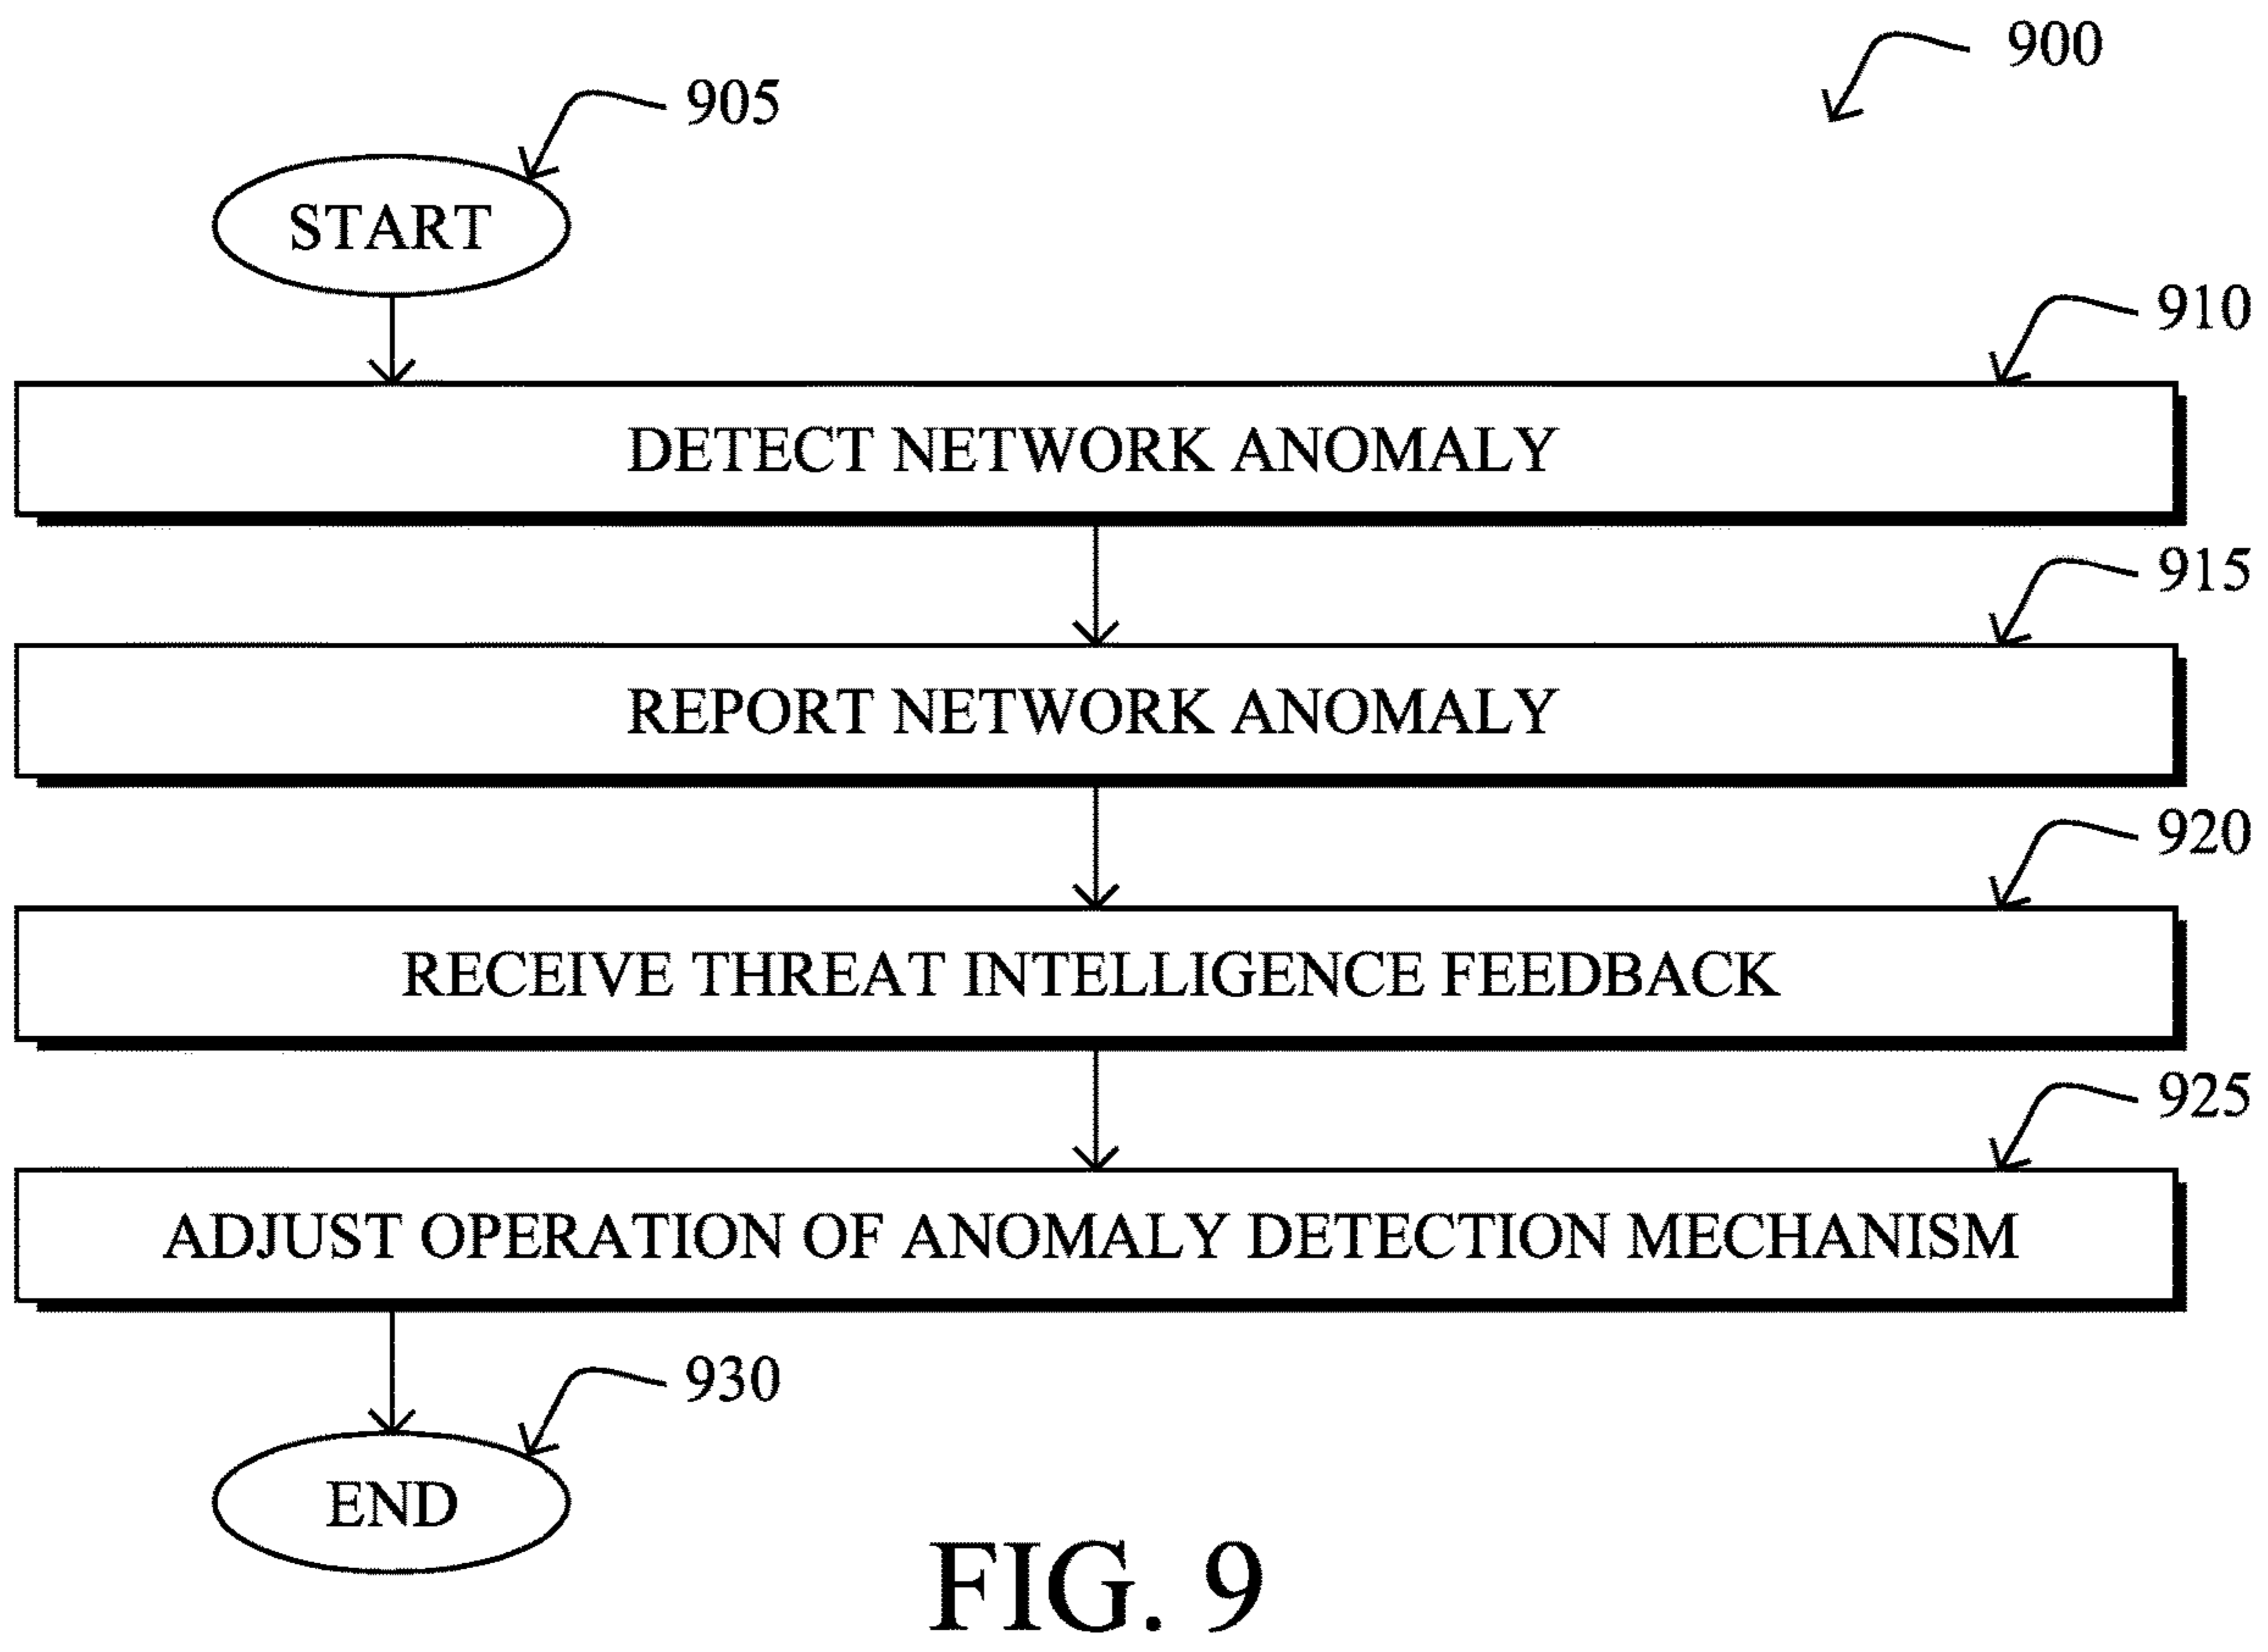 900
905
START
910
DETECT NETWORK ANOMALY
915
REPORT NETWORK ANOMALY
920
RECEIVE THREAT INTELLIGENCE FEEDBACK
925
ADJUST OPERATION OF ANOMALY DETECTION MECHANISM
930
END
FIG. 9